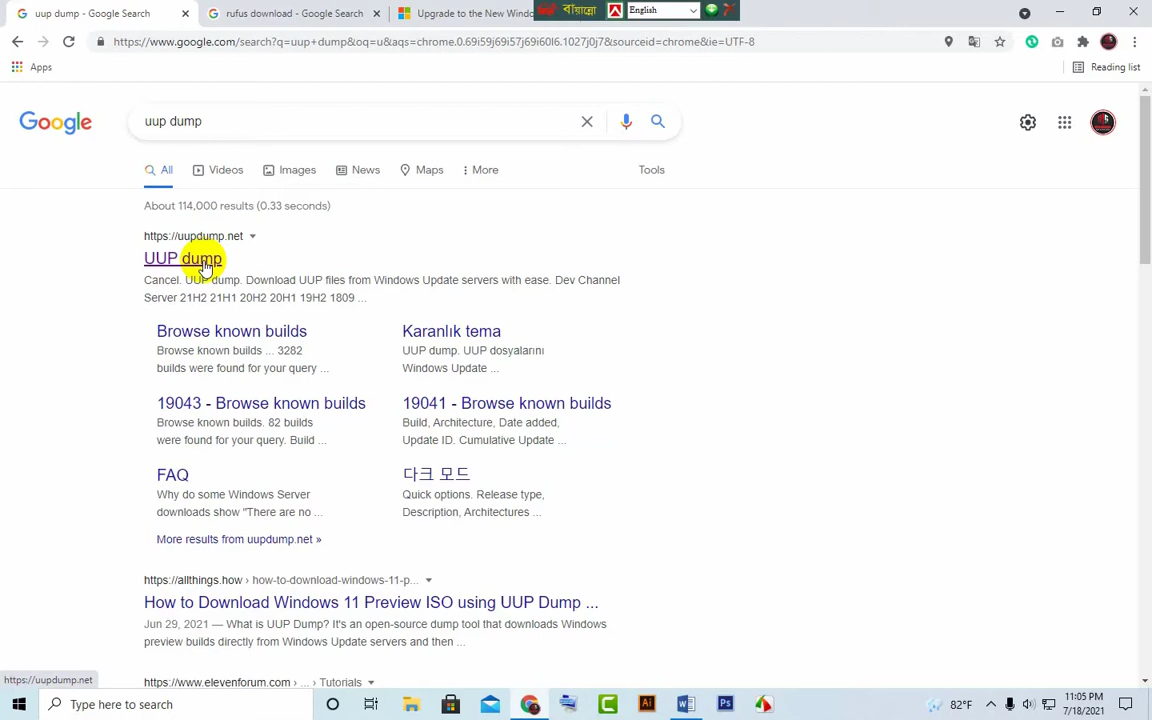 uup dump - Google Search
rufus download - Google Search
Upgrade to the New Windo
বায়ান্নো
English
https://www.google.com/search?q=uup+dump&oq=u&aqs=chrome.0.69i59j69i57j69i60l6.1027j0j7&sourceid=chrome&ie=UTF-8
Apps
Reading list
Google
uup dump
All
Videos
Images
News
Maps
More
Tools
About 114,000 results (0.33 seconds)
https://uupdump.net
UUP dump
Cancel. UUP dump. Download UUP files from Windows Update servers with ease. Dev Channel
Server 21H2 21H1 20H2 20H1 19H2 1809 ...
Browse known builds
Browse known builds ... 3282
builds were found for your query ...
Karanlık tema
UUP dump. UUP dosyalarını
Windows Update ...
19043 - Browse known builds
Browse known builds. 82 builds
were found for your query. Build ...
19041 - Browse known builds
Build, Architecture, Date added,
Update ID. Cumulative Update ...
FAQ
Why do some Windows Server
downloads show "There are no ...
다크 모드
Quick options. Release type,
Description, Architectures ...
More results from uupdump.net »
https://allthings.how › how-to-download-windows-11-p...
How to Download Windows 11 Preview ISO using UUP Dump ...
Jun 29, 2021 — What is UUP Dump? It's an open-source dump tool that downloads Windows
preview builds directly from Windows Update servers and then ...
https://www.elevenforum.com › ... › Tutorials
https://uupdump.net
Type here to search
82°F
11:05 PM
7/18/2021